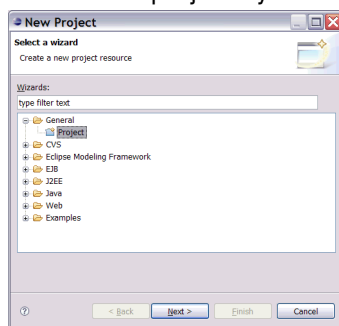 New Project
Select a wizard
Create a new project resource
Wizards:
type filter text
General
Project
CVS
Eclipse Modeling Framework
EJB
J2EE
Java
Web
Examples
< Back
Next >
Finish
Cancel